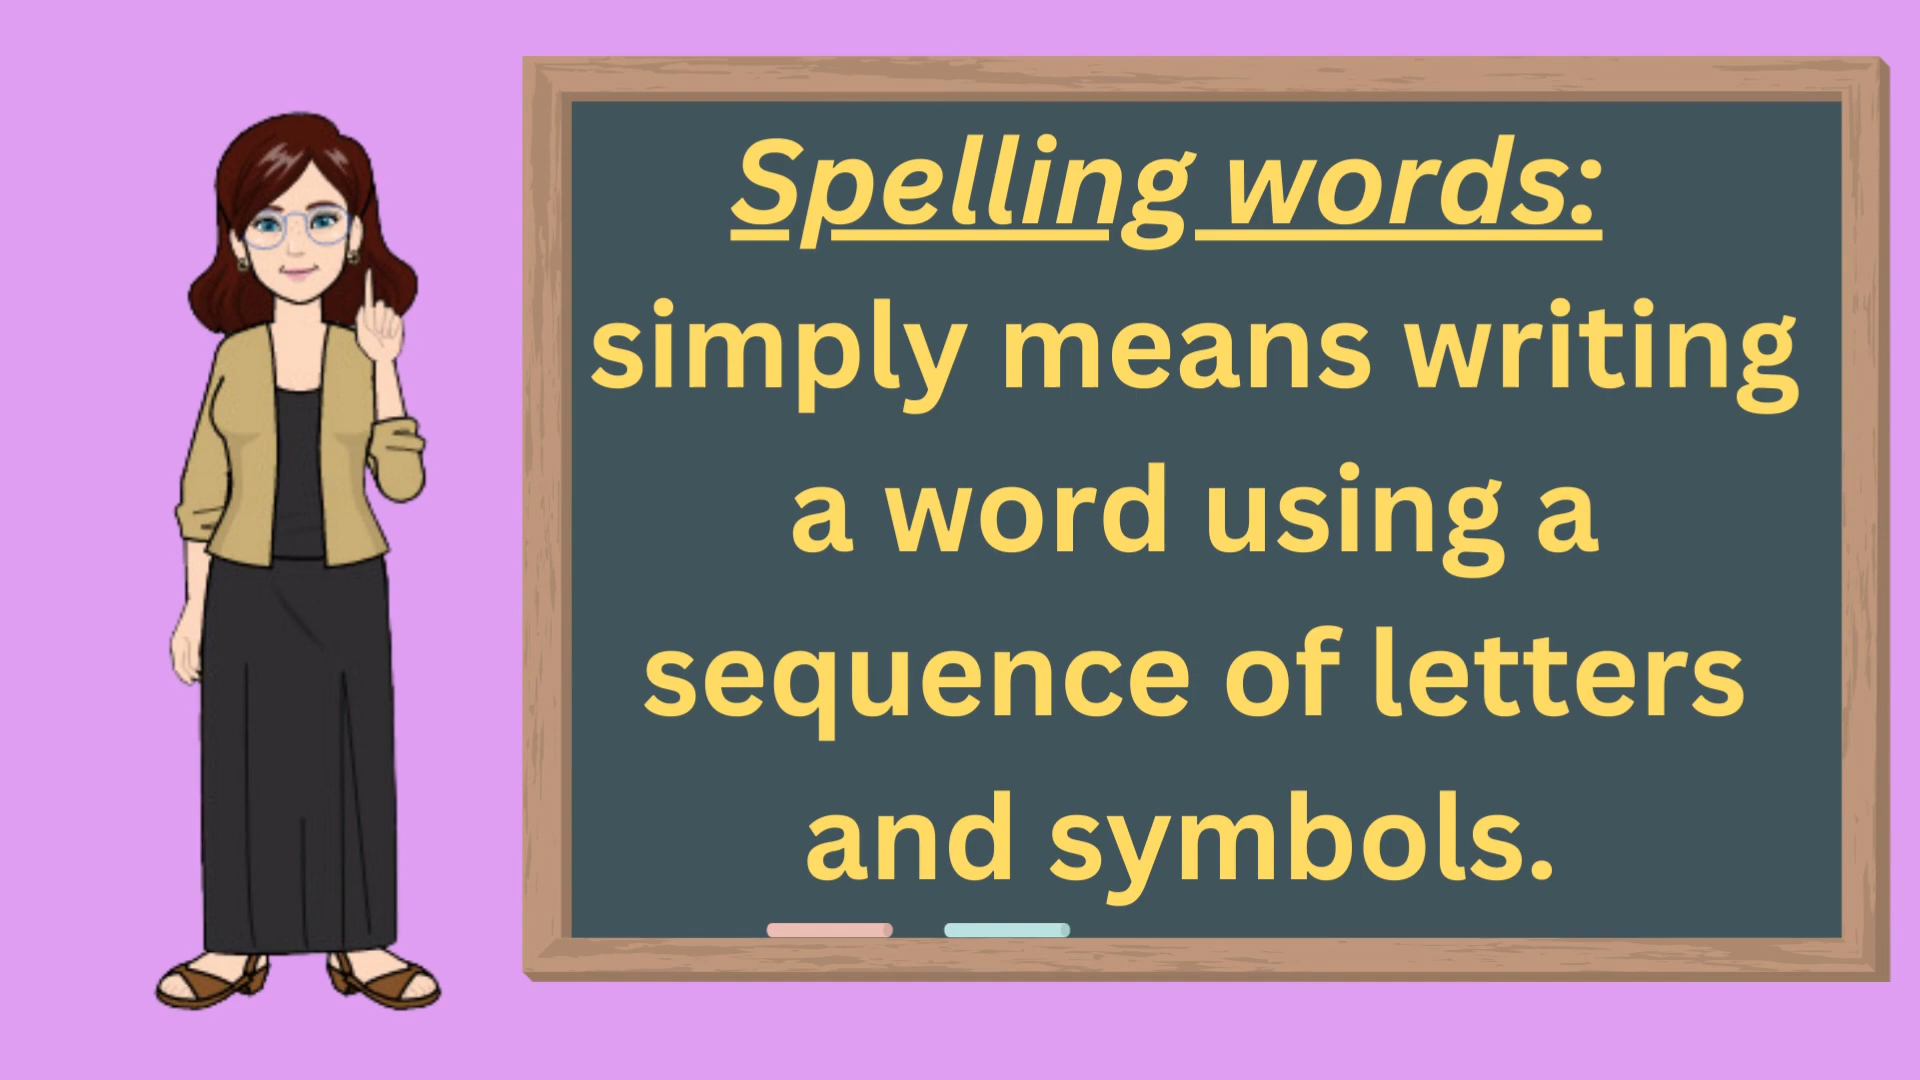 Spelling words:
simply means writing
a word using a
sequence of letters
and symbols.